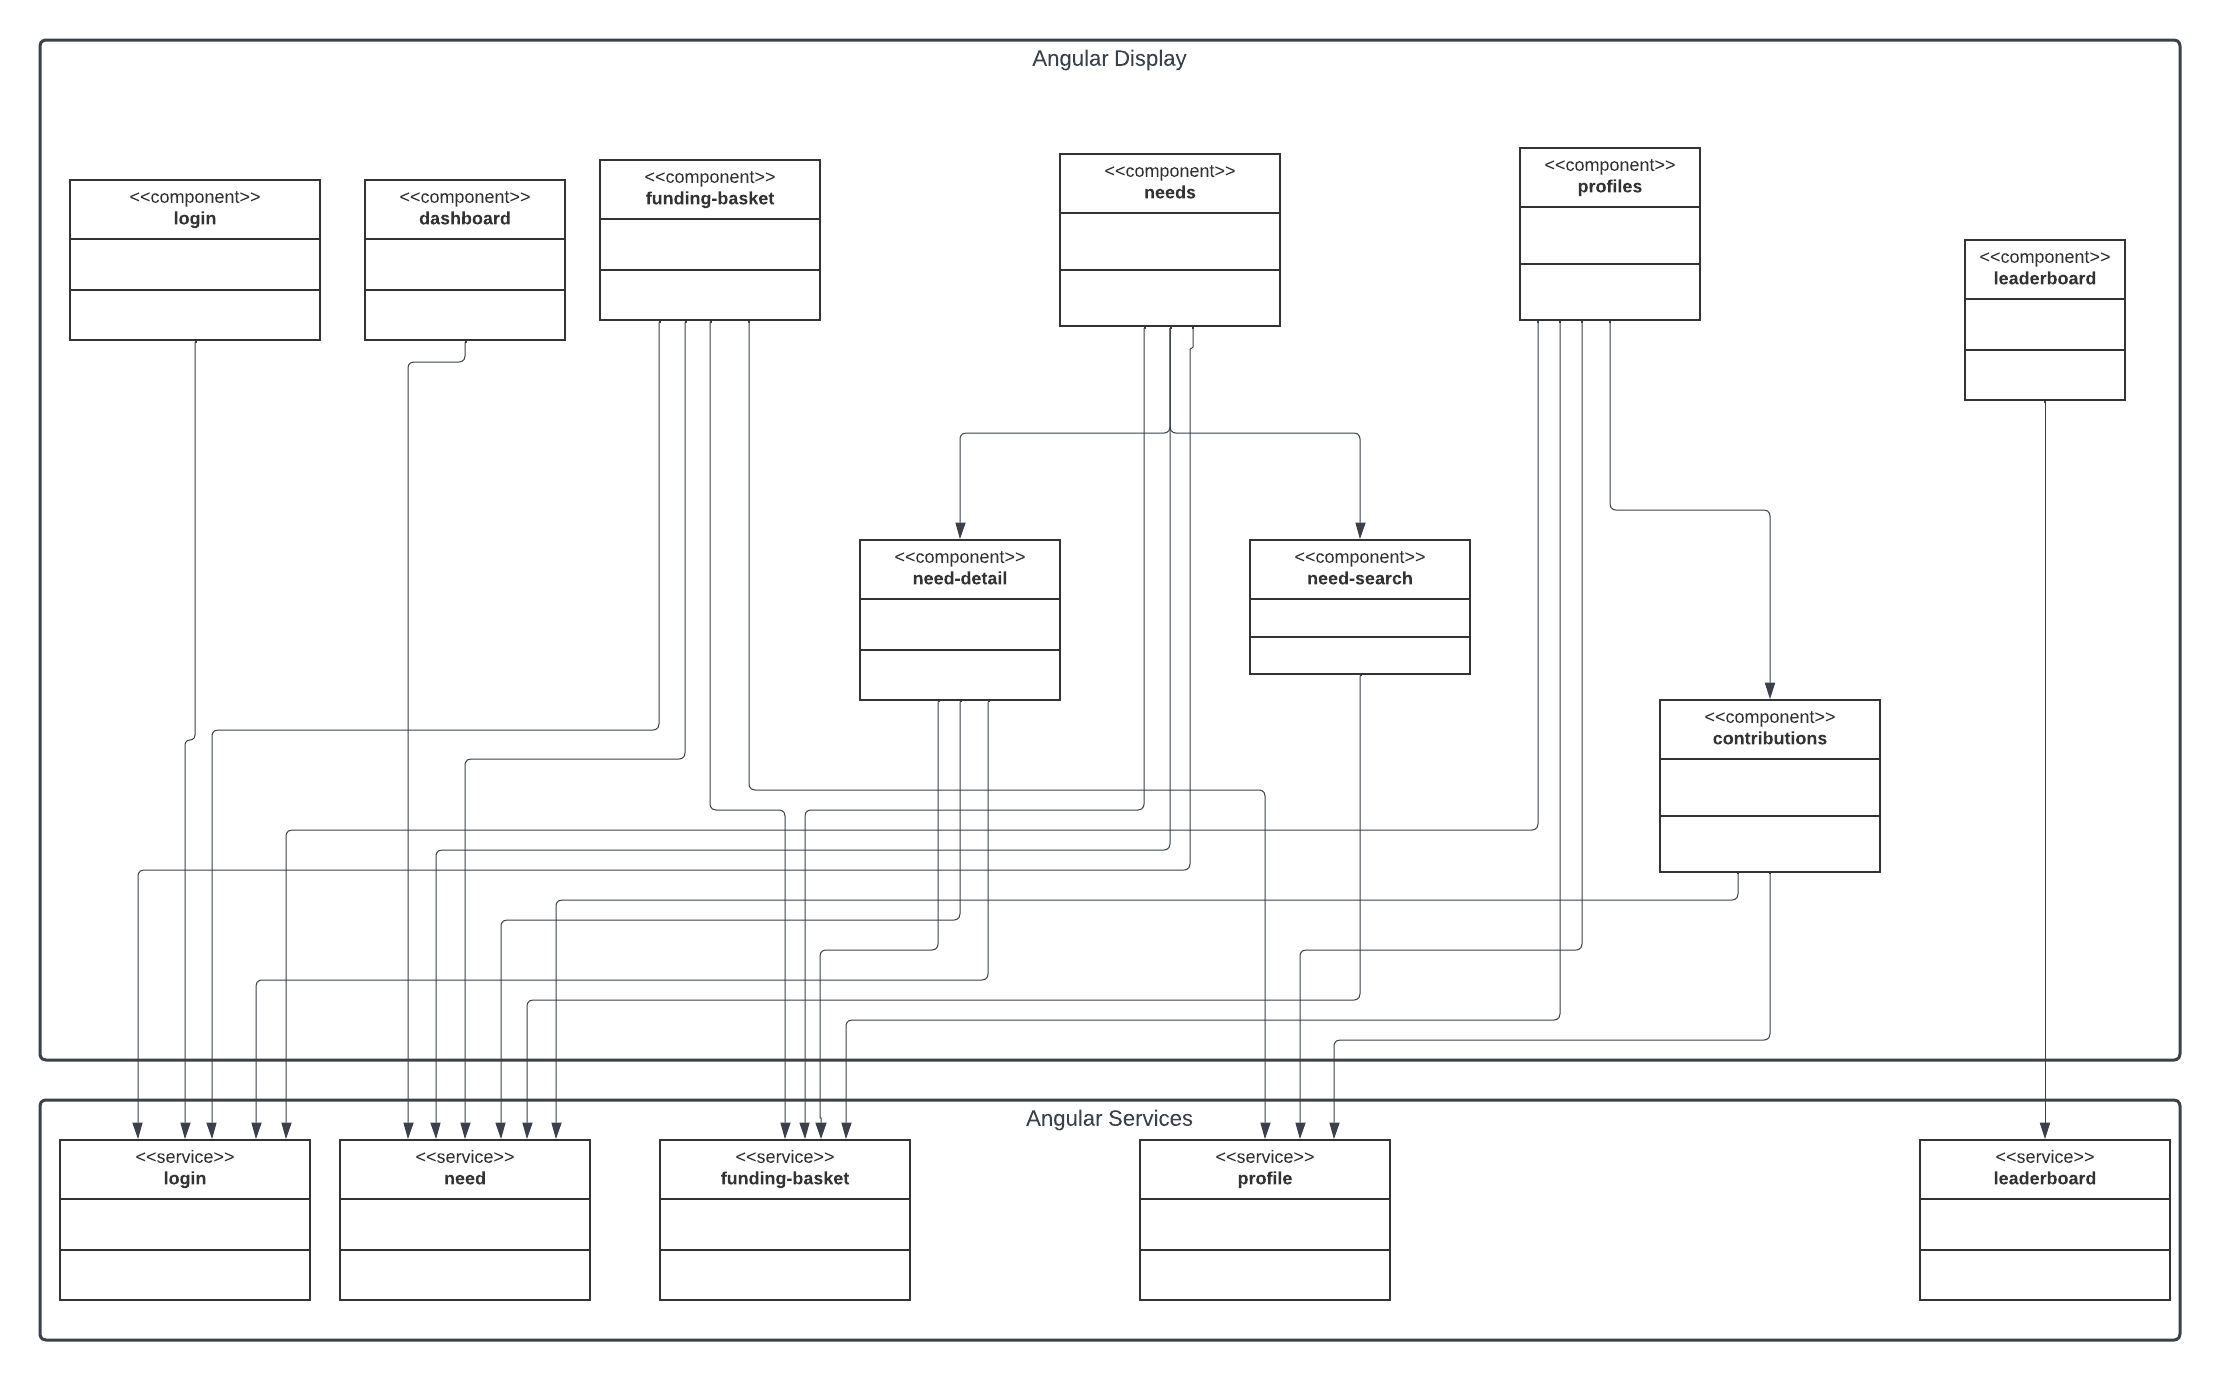 Angular Display
<<component>>
login
<<component>>
dashboard
<<component>>
funding-basket
<<component>>
needs
<<component>>
profiles
<<component>>
leaderboard
<<component>>
need-detail
<<component>>
need-search
<<component>>
contributions
Angular Services
<<service>>
login
<<service>>
need
<<service>>
funding-basket
<<service>>
profile
<<service>>
leaderboard